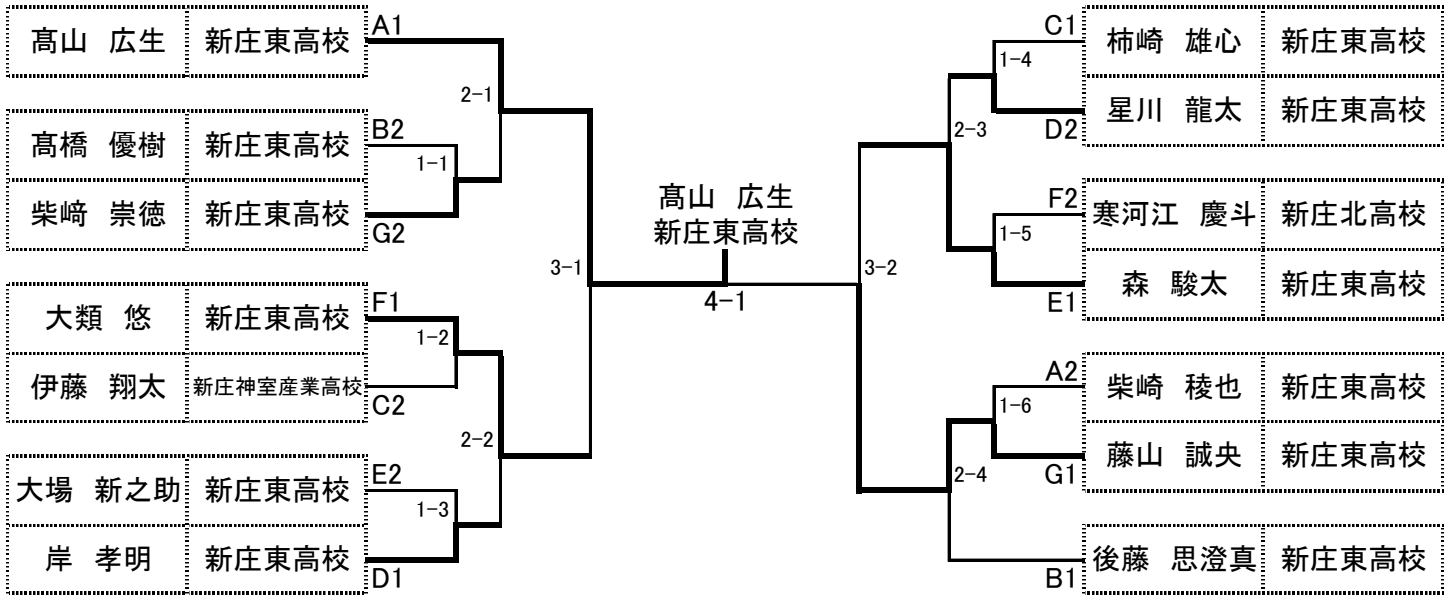 髙山 広生 新庄東高校 A1
2-1
髙橋 優樹 新庄東高校 B2
1-1
柴﨑 崇徳 新庄東高校 G2
3-1
大類 悠 新庄東高校 F1
1-2
伊藤 翔太 新庄神室産業高校 C2
2-2
大場 新之助 新庄東高校 E2
1-3
岸 孝明 新庄東高校 D1
髙山 広生
新庄東高校
4-1
C1 柿崎 雄心 新庄東高校
1-4
D2 星川 龍太 新庄東高校
2-3
F2 寒河江 慶斗 新庄北高校
1-5
E1 森 駿太 新庄東高校
3-2
A2 柴崎 稜也 新庄東高校
1-6
G1 藤山 誠央 新庄東高校
2-4
B1 後藤 思澄真 新庄東高校